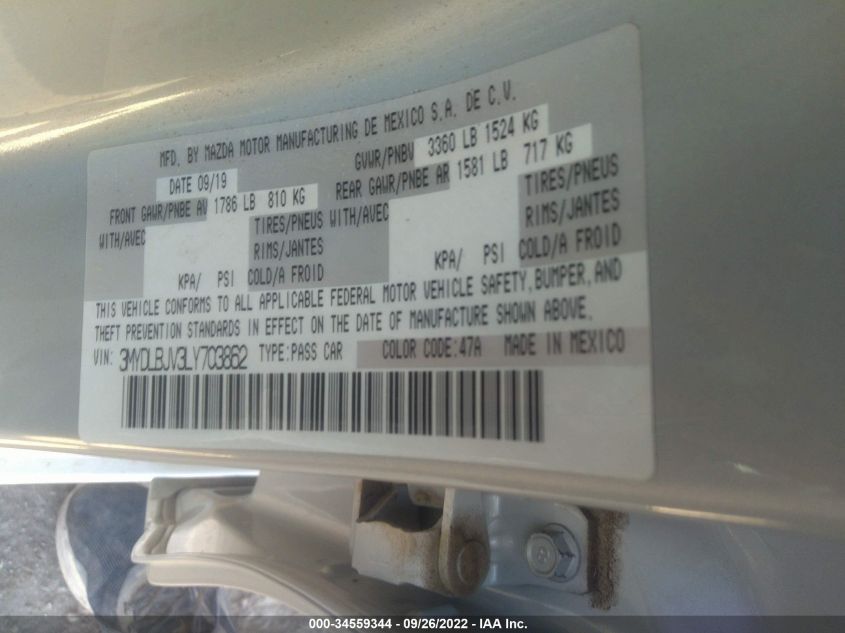 MFD. BY MAZDA MOTOR MANUFACTURING DE MEXICO S.A. DE C.V.
DATE 09/19 GVWR/PNBV 3360 LB 1524 KG
FRONT GAWR/PNBE AV 1786 LB 810 KG REAR GAWR/PNBE AR 1581 LB 717 KG
WITH/AVEC TIRES/PNEUS WITH/AVEC TIRES/PNEUS
RIMS/JANTES RIMS/JANTES
KPA/ PSI COLD/A FROID KPA/ PSI COLD/A FROID
THIS VEHICLE CONFORMS TO ALL APPLICABLE FEDERAL MOTOR VEHICLE SAFETY, BUMPER, AND
THEFT PREVENTION STANDARDS IN EFFECT ON THE DATE OF MANUFACTURE SHOWN ABOVE.
VIN: 3MYDLBJV3LY703862 TYPE:PASS CAR COLOR CODE:47A MADE IN MEXICO
000-34559344 - 09/26/2022 - IAA Inc.